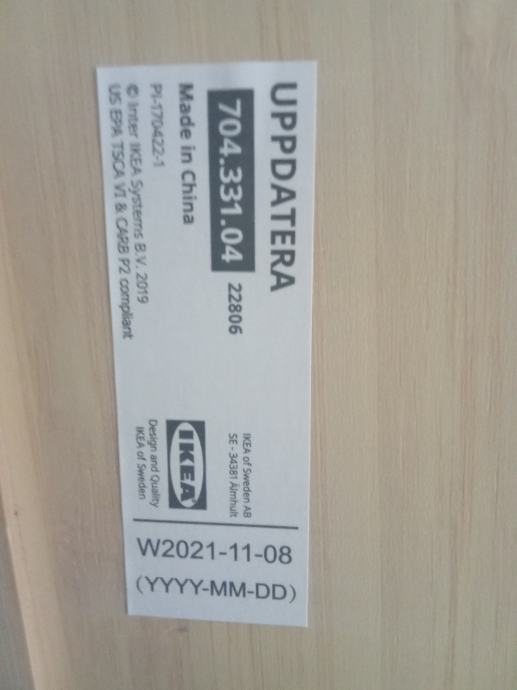 UPPDATERA
704.331.04 22806
Made in China
PI-170422-1
© Inter IKEA Systems B.V. 2019
US EPA TSCA VI & CARB P2 compliant
IKEA of Sweden AB
SE - 34381 Älmhult
IKEA
Design and Quality
IKEA of Sweden
W2021-11-08
(YYYY-MM-DD)